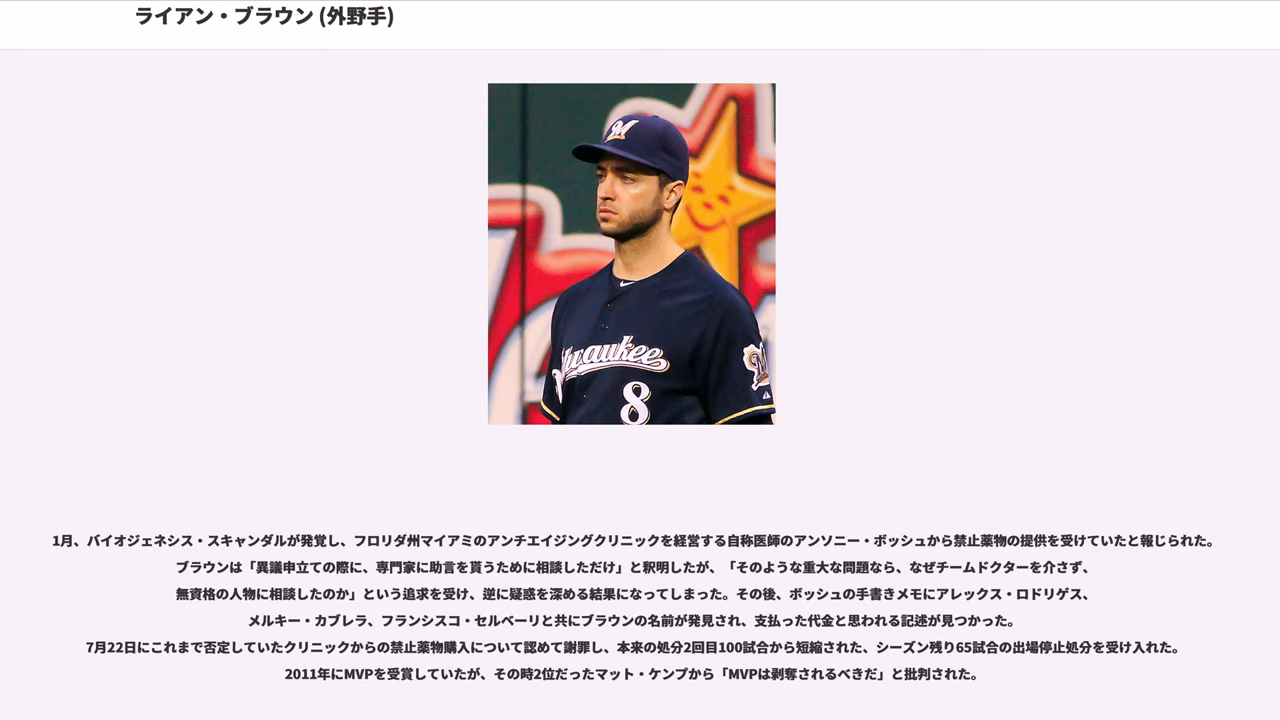 ライアン・ブラウン (外野手)
M
Milwaukee
8
1月、バイオジェネシス・スキャンダルが発覚し、フロリダ州マイアミのアンチエイジングクリニックを経営する自称医師のアンソニー・ボッシュから禁止薬物の提供を受けていたと報じられた。
ブラウンは「異議申立ての際に、専門家に助言を貰うために相談しただけ」と釈明したが、「そのような重大な問題なら、なぜチームドクターを介さず、
無資格の人物に相談したのか」という追求を受け、逆に疑惑を深める結果になってしまった。その後、ボッシュの手書きメモにアレックス・ロドリゲス、
メルキー・カブレラ、フランシスコ・セルベーリと共にブラウンの名前が発見され、支払った代金と思われる記述が見つかった。
7月22日にこれまで否定していたクリニックからの禁止薬物購入について認めて謝罪し、本来の処分2回目100試合から短縮された、シーズン残り65試合の出場停止処分を受け入れた。
2011年にMVPを受賞していたが、その時2位だったマット・ケンプから「MVPは剥奪されるべきだ」と批判された。